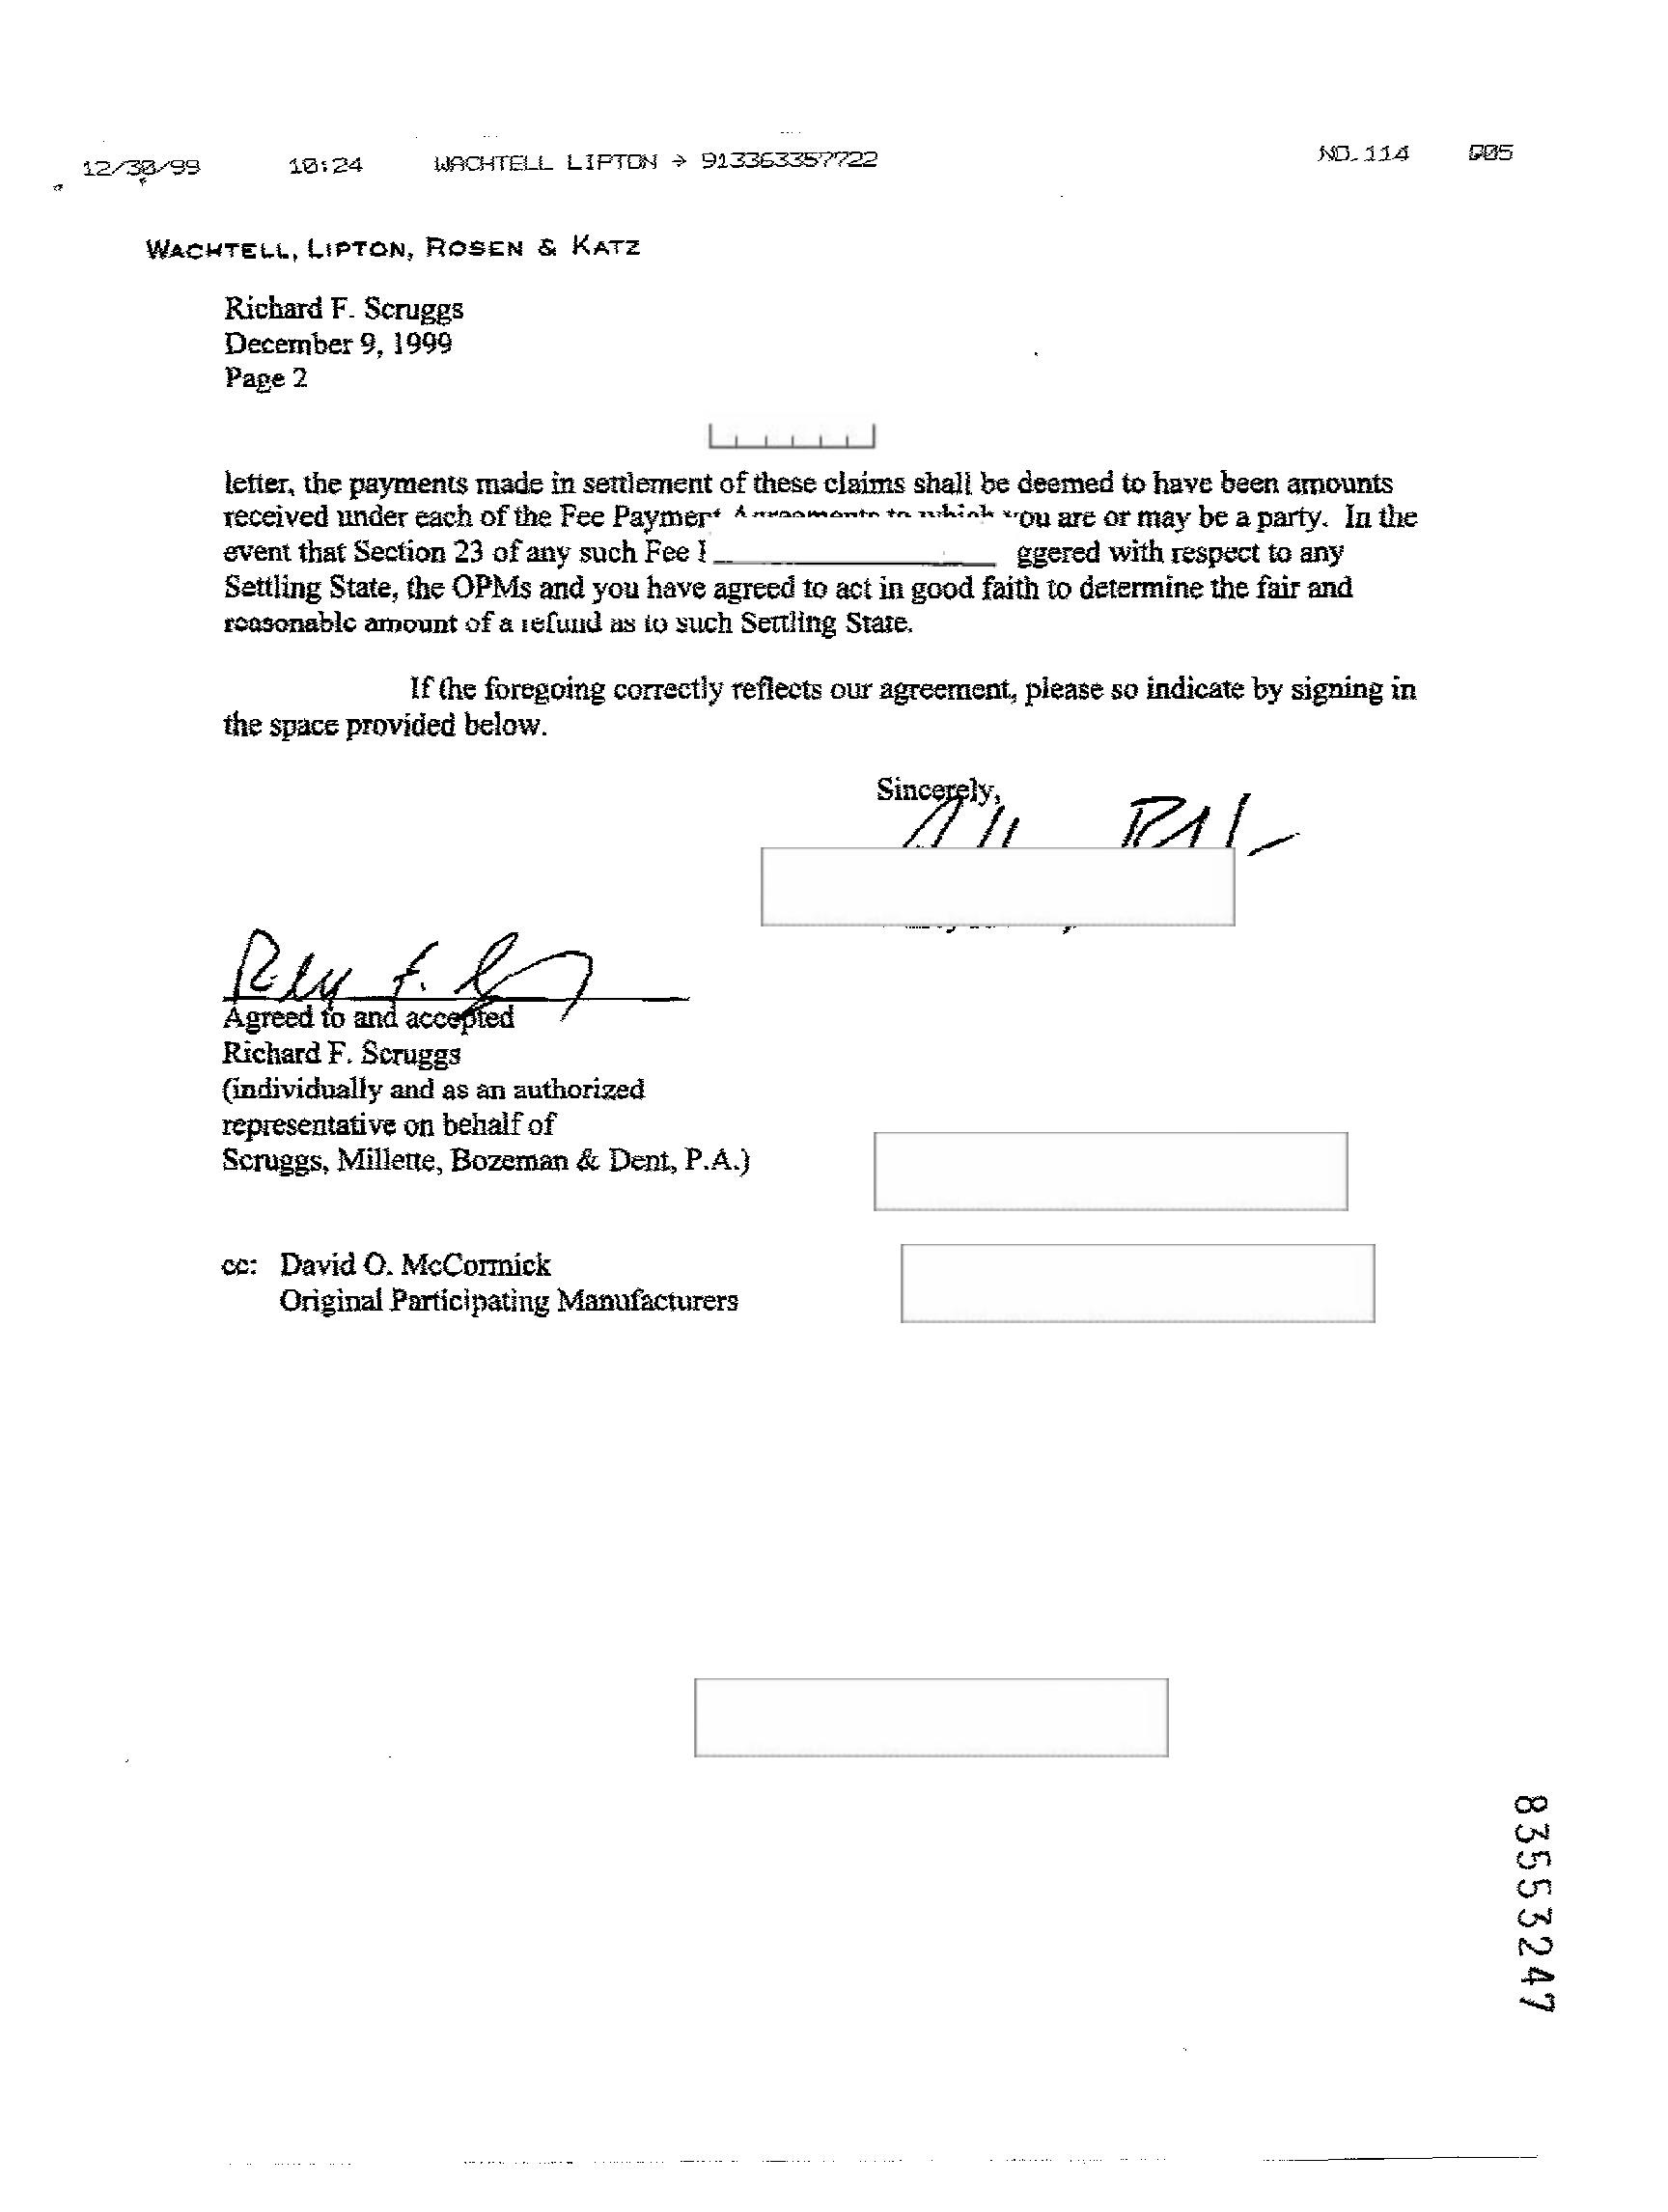 12/30/99 10:24 WACHTELL LIPTON → 913363357722 NO.114 005
WACHTELL, LIPTON, ROSEN & KATZ
Richard F. Scruggs
December 9, 1999
Page 2
letter, the payments made in settlement of these claims shall be deemed to have been amounts
received under each of the Fee Payment Agreements to which you are or may be a party. In the
event that Section 23 of any such Fee ggered with respect to any
Settling State, the OPMs and you have agreed to act in good faith to determine the fair and
reasonable amount of a refund as to such Settling State.
If the foregoing correctly reflects our agreement, please so indicate by signing in
the space provided below.
Sincerely,
Agreed to and accepted
Richard F. Scruggs
(individually and as an authorized
representative on behalf of
Scruggs, Millette, Bozeman & Dent, P.A.)
cc: David O. McCormick
Original Participating Manufacturers
83553247